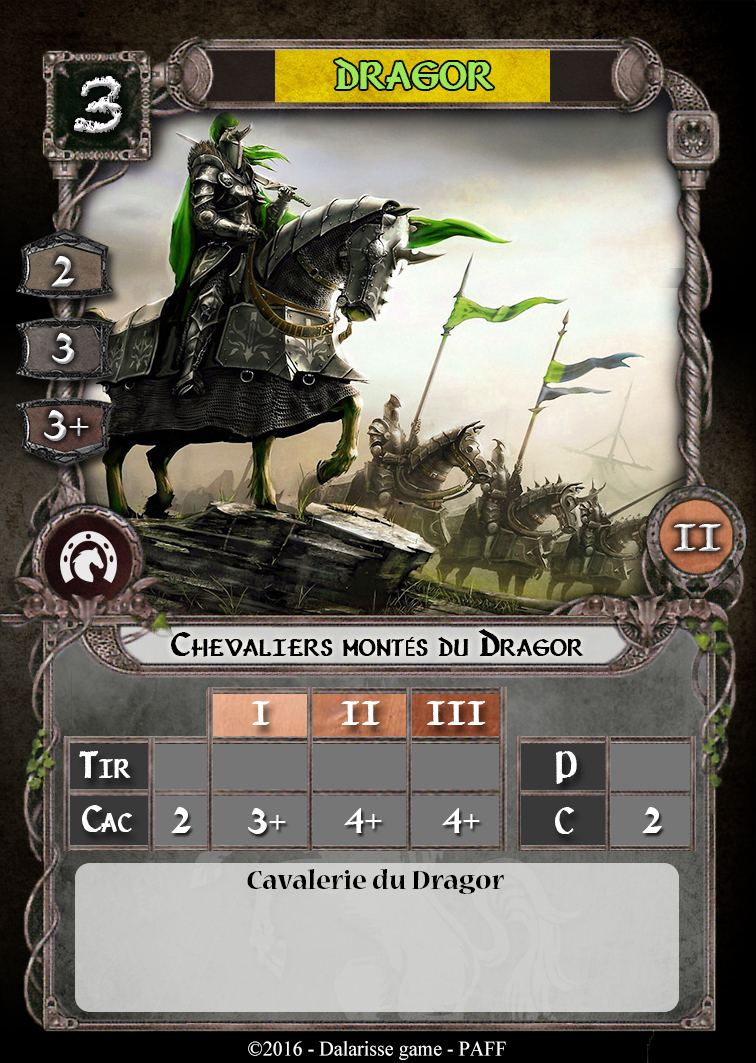 DRAGOR
3
2
3
3+
II
CHEVALIERS MONTÉS DU DRAGOR
I II III
TIR P
CAC 2 3+ 4+ 4+ C 2
Cavalerie du Dragor
©2016 - Dalarisse game - PAFF